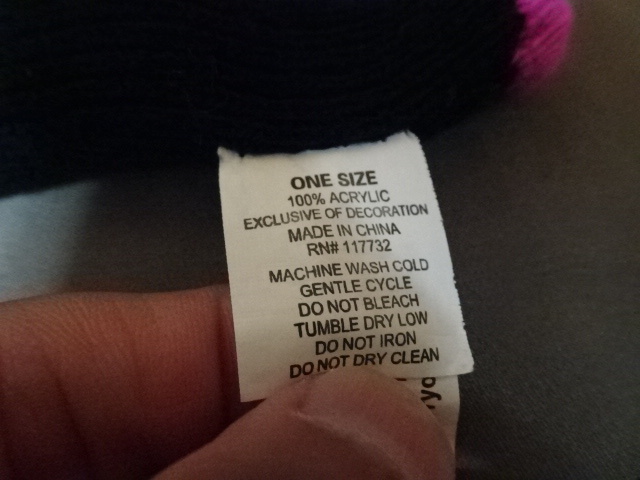 ONE SIZE
100% ACRYLIC
EXCLUSIVE OF DECORATION
MADE IN CHINA
RN# 117732
MACHINE WASH COLD
GENTLE CYCLE
DO NOT BLEACH
TUMBLE DRY LOW
DO NOT IRON
DO NOT DRY CLEAN